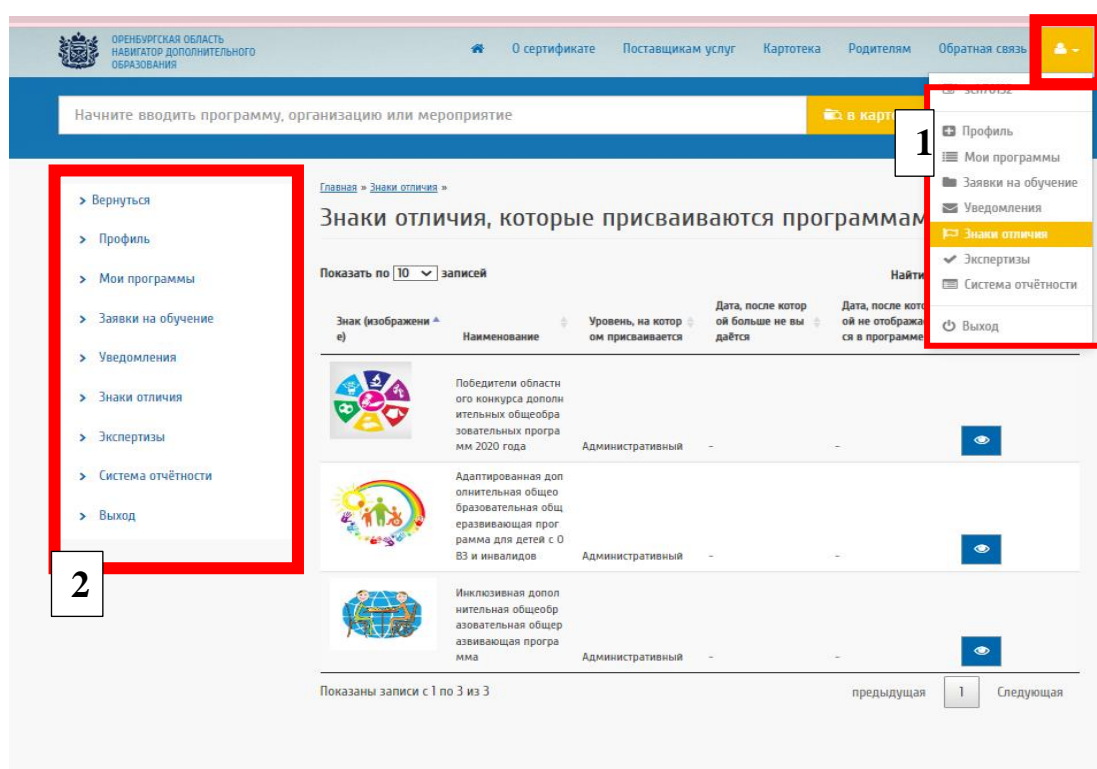 ОРЕНБУРГСКАЯ ОБЛАСТЬ
НАВИГАТОР ДОПОЛНИТЕЛЬНОГО
ОБРАЗОВАНИЯ
О сертификате Поставщикам услуг Картотека Родителям Обратная связь
Начните вводить программу, организацию или мероприятие
в
1
Профиль
Мои программы
Заявки на обучение
Уведомления
Знаки отличия
Экспертизы
Система отчётности
Выход
> Вернуться
> Профиль
> Мои программы
> Заявки на обучение
> Уведомления
> Знаки отличия
> Экспертизы
> Система отчётности
> Выход
2
Главная » Знаки отличия »
Знаки отличия, которые присваиваются программам
Показать по 10 записей
Найти
Знак (изображени
е)
Наименование
Уровень, на котор
ом присваивается
Дата, после котор
ой больше не вы
даётся
Дата, после кото
ой не отобража
ся в программе
Победители областн
ого конкурса дополн
ительных общеобра
зовательных програ
мм 2020 года
Административный - -
Адаптированная доп
олнительная общео
бразовательная общ
еразвивающая прог
рамма для детей с О
ВЗ и инвалидов
Административный - -
Инклюзивная допол
нительная общеобр
азовательная общер
азвивающая програ
мма
Административный - -
Показаны записи с 1 по 3 из 3
предыдущая 1 Следующая